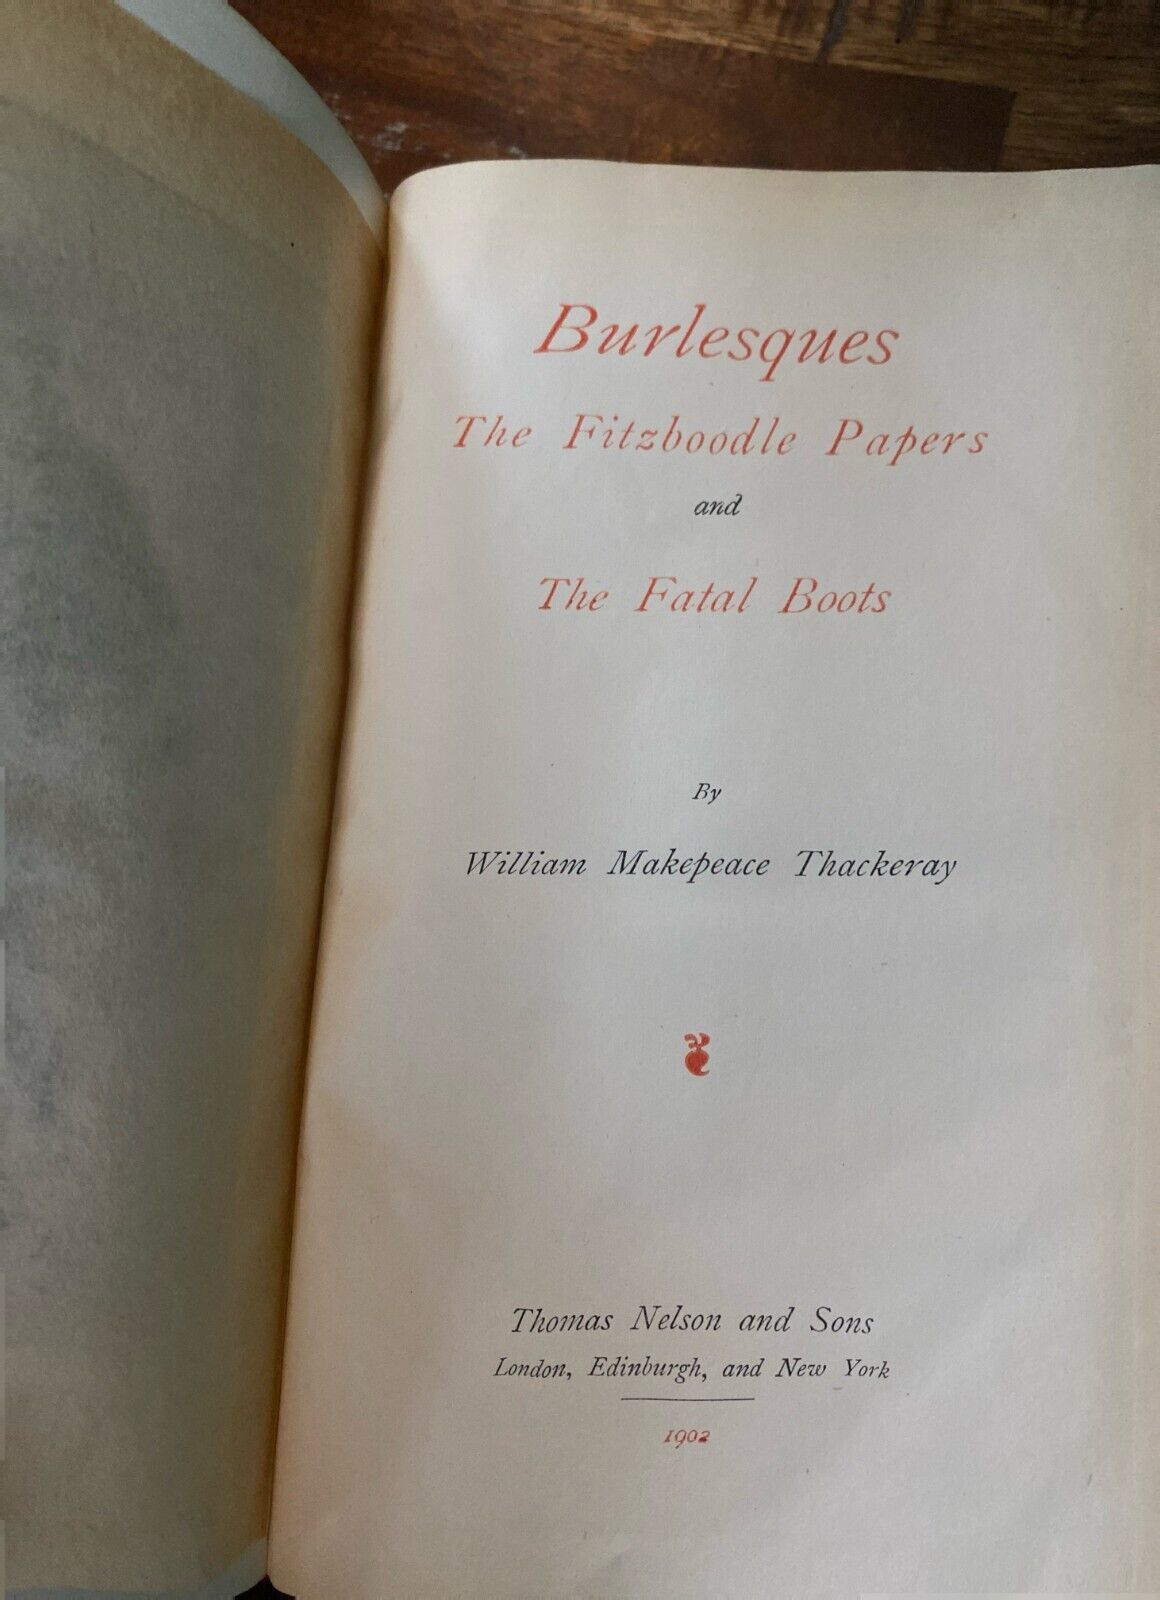 Burlesques
The Fitzboodle Papers
and
The Fatal Boots
By
William Makepeace Thackeray
Thomas Nelson and Sons
London, Edinburgh, and New York
1902